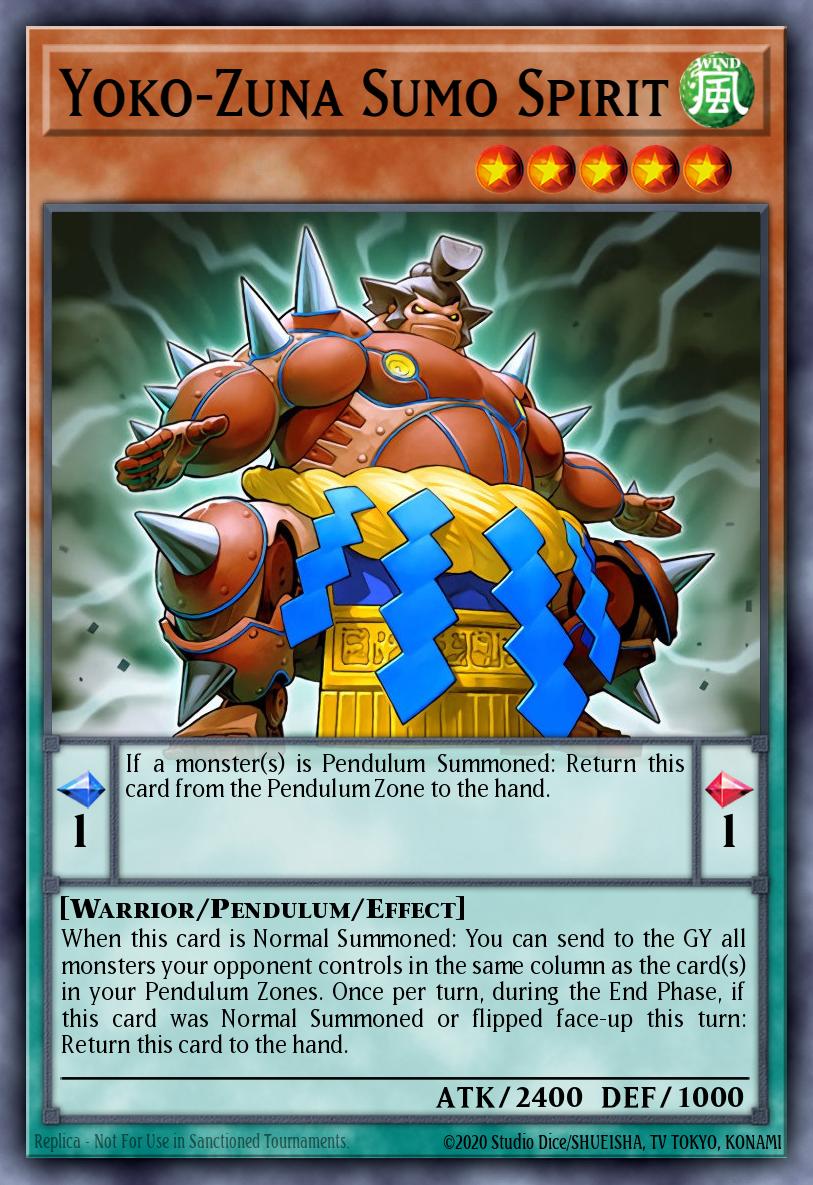 Yoko-Zuna Sumo Spirit
WIND
風
If a monster(s) is Pendulum Summoned: Return this
card from the Pendulum Zone to the hand.
1
1
[Warrior/Pendulum/Effect]
When this card is Normal Summoned: You can send to the GY all
monsters your opponent controls in the same column as the card(s)
in your Pendulum Zones. Once per turn, during the End Phase, if
this card was Normal Summoned or flipped face-up this turn:
Return this card to the hand.
ATK/2400 DEF/1000
Replica - Not For Use in Sanctioned Tournaments.
©2020 Studio Dice/SHUEISHA, TV TOKYO, KONAMI